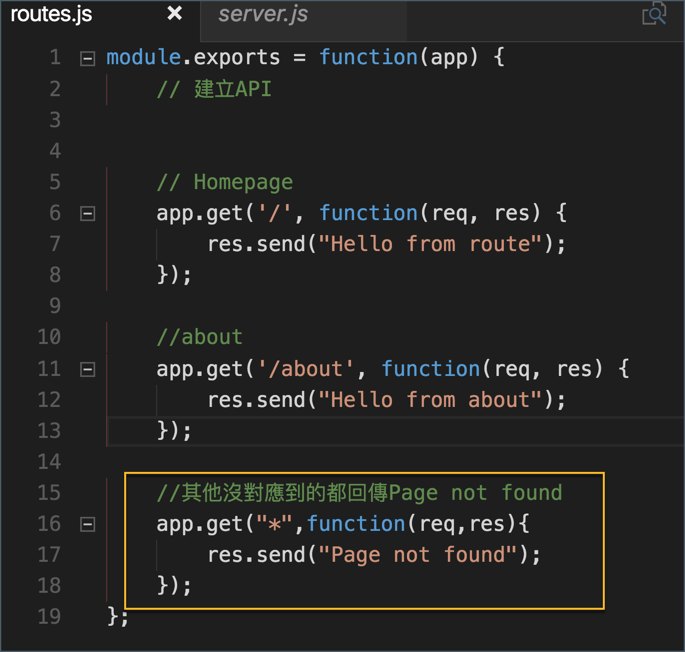 routes.js × server.js
1 module.exports = function(app) {
2 // 建立API
3
4
5 // Homepage
6 app.get('/', function(req, res) {
7 res.send("Hello from route");
8 });
9
10 //about
11 app.get('/about', function(req, res) {
12 res.send("Hello from about");
13 });
14
15 //其他沒對應到的都回傳Page not found
16 app.get("*",function(req,res){
17 res.send("Page not found");
18 });
19 };